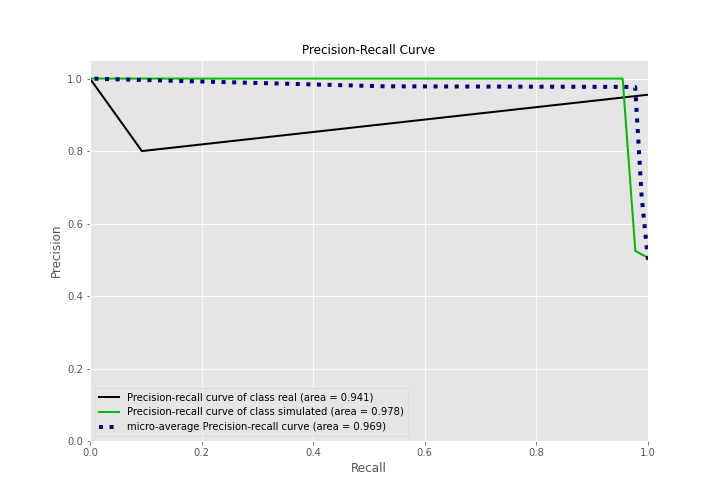 Precision-Recall Curve
1.0
0.8
0.6
0.4
0.2
0.0
Precision
Precision-recall curve of class real (area = 0.941)
Precision-recall curve of class simulated (area = 0.978)
micro-average Precision-recall curve (area = 0.969)
0.0 0.2 0.4 0.6 0.8 1.0
Recall